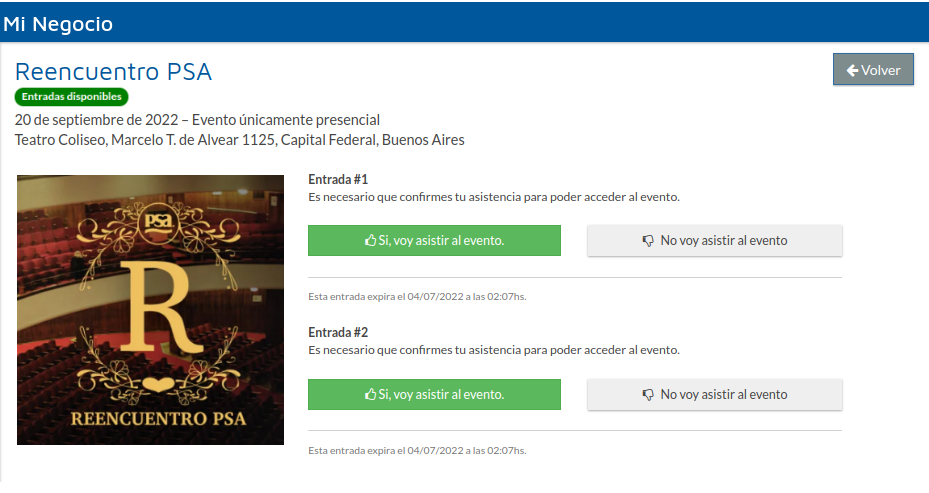 Mi Negocio
Reencuentro PSA
Volver
Entradas disponibles
20 de septiembre de 2022 – Evento únicamente presencial
Teatro Coliseo, Marcelo T. de Alvear 1125, Capital Federal, Buenos Aires
psa
R
REENCUENTRO PSA
Entrada #1
Es necesario que confirmes tu asistencia para poder acceder al evento.
Si, voy asistir al evento.
No voy asistir al evento
Esta entrada expira el 04/07/2022 a las 02:07hs.
Entrada #2
Es necesario que confirmes tu asistencia para poder acceder al evento.
Si, voy asistir al evento.
No voy asistir al evento
Esta entrada expira el 04/07/2022 a las 02:07hs.